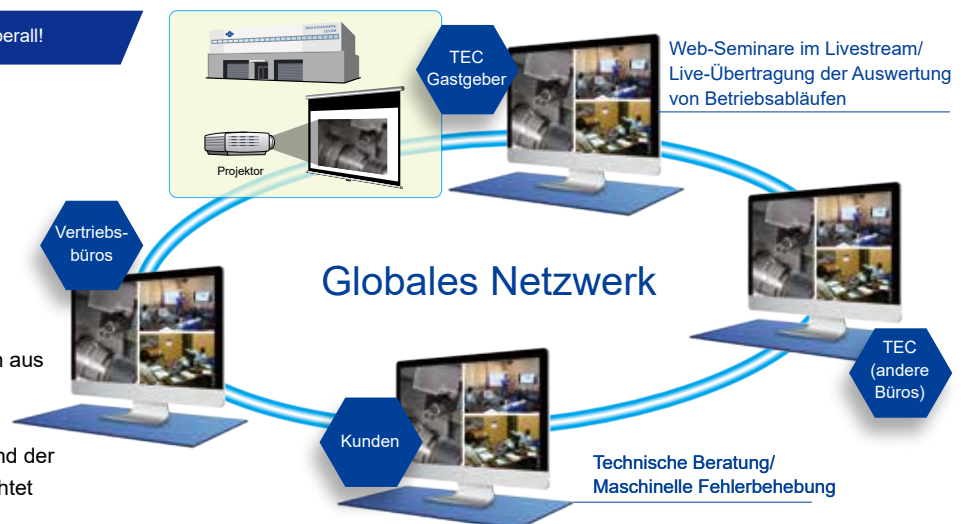 berall!
TEC
Gastgeber
Web-Seminare im Livestream/
Live-Übertragung der Auswertung
von Betriebsabläufen
Projektor
Vertriebs-
büros
Globales Netzwerk
aus
TEC
(andere
Büros)
Kunden
nd der
htet
Technische Beratung/
Maschinelle Fehlerbehebung